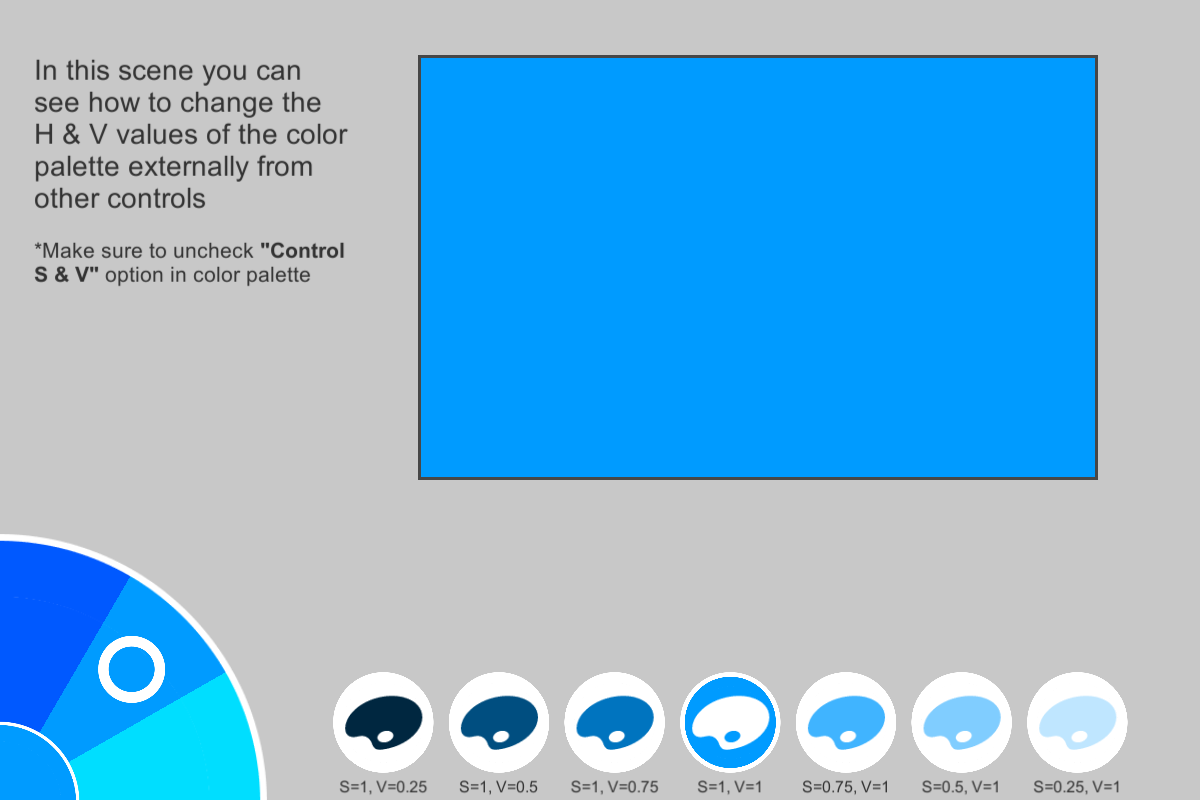 In this scene you can
see how to change the
H & V values of the color
palette externally from
other controls
*Make sure to uncheck "Control
S & V" option in color palette
S=1, V=0.25
S=1, V=0.5
S=1, V=0.75
S=1, V=1
S=0.75, V=1
S=0.5, V=1
S=0.25, V=1